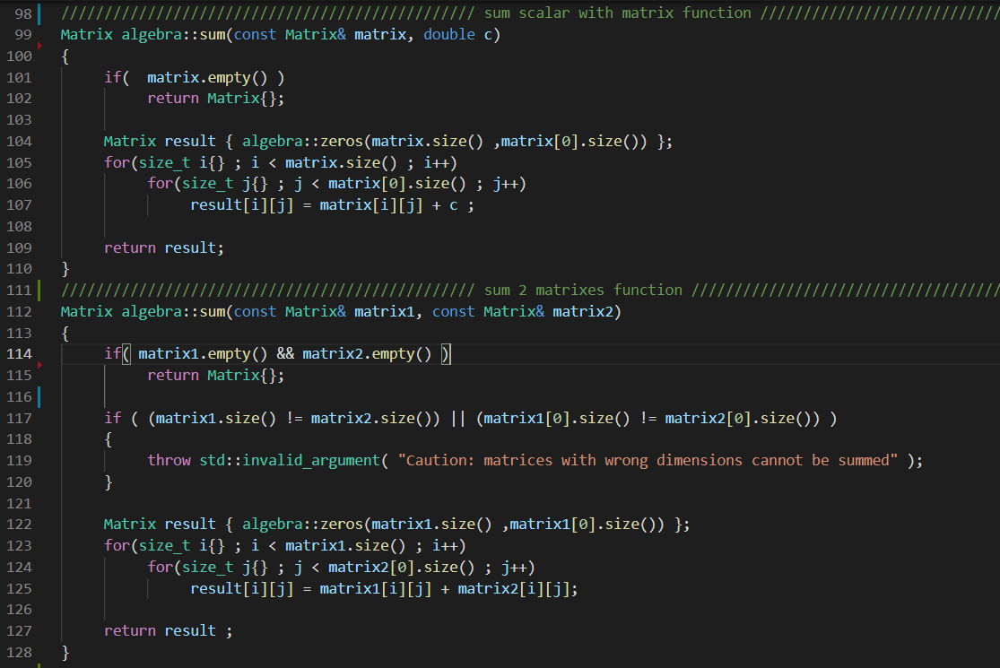 98 //////////////////////////////////////////////// sum scalar with matrix function ////////////////////////////
99 Matrix algebra::sum(const Matrix& matrix, double c)
100 {
101     if(  matrix.empty() )
102         return Matrix{};
103
104     Matrix result { algebra::zeros(matrix.size() ,matrix[0].size()) };
105     for(size_t i{} ; i < matrix.size() ; i++)
106         for(size_t j{} ; j < matrix[0].size() ; j++)
107             result[i][j] = matrix[i][j] + c ;
108
109     return result;
110 }
111 //////////////////////////////////////////////// sum 2 matrixes function ////////////////////////////////////
112 Matrix algebra::sum(const Matrix& matrix1, const Matrix& matrix2)
113 {
114     if( matrix1.empty() && matrix2.empty() )
115         return Matrix{};
116
117     if ( (matrix1.size() != matrix2.size()) || (matrix1[0].size() != matrix2[0].size()) )
118     {
119         throw std::invalid_argument( "Caution: matrices with wrong dimensions cannot be summed" );
120     }
121
122     Matrix result { algebra::zeros(matrix1.size() ,matrix1[0].size()) };
123     for(size_t i{} ; i < matrix1.size() ; i++)
124         for(size_t j{} ; j < matrix2[0].size() ; j++)
125             result[i][j] = matrix1[i][j] + matrix2[i][j];
126
127     return result ;
128 }